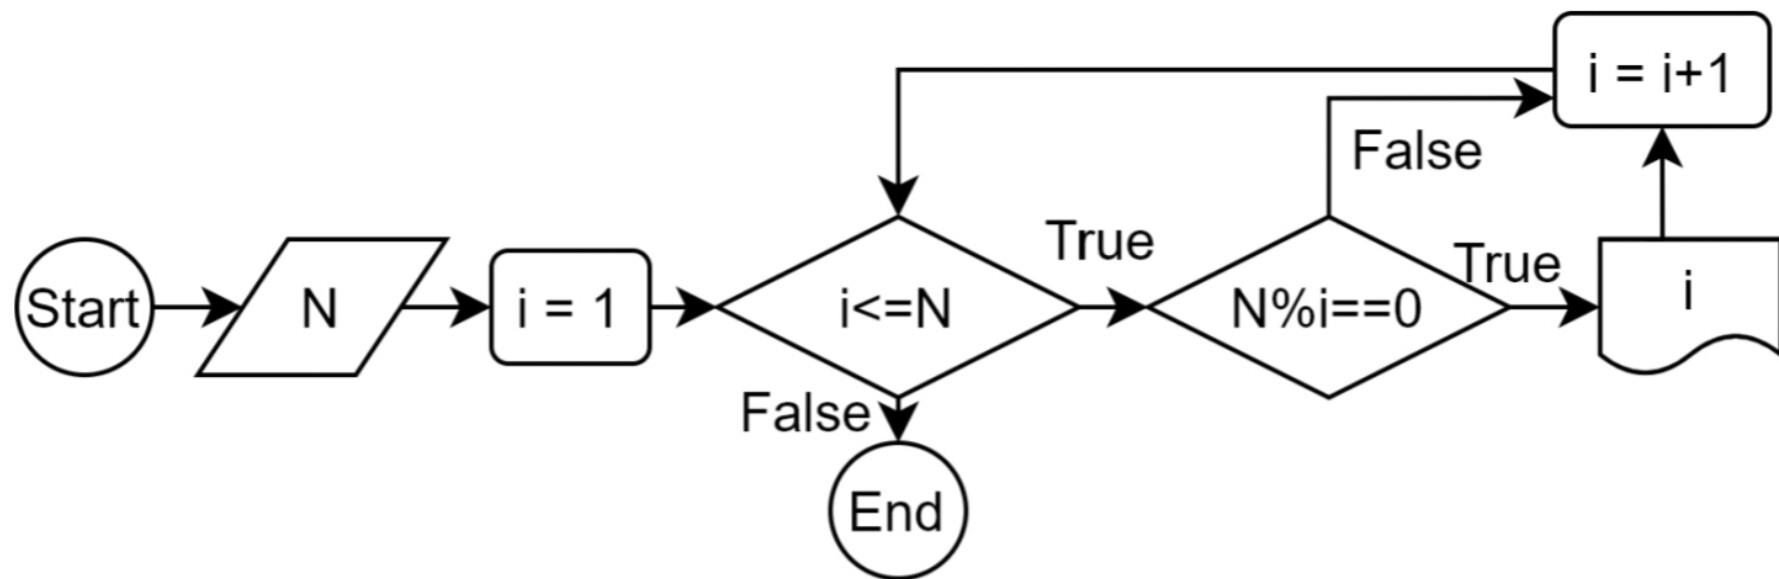 Start
N
i = 1
i<=N
True
False
End
N%i==0
False
True
i
i = i+1